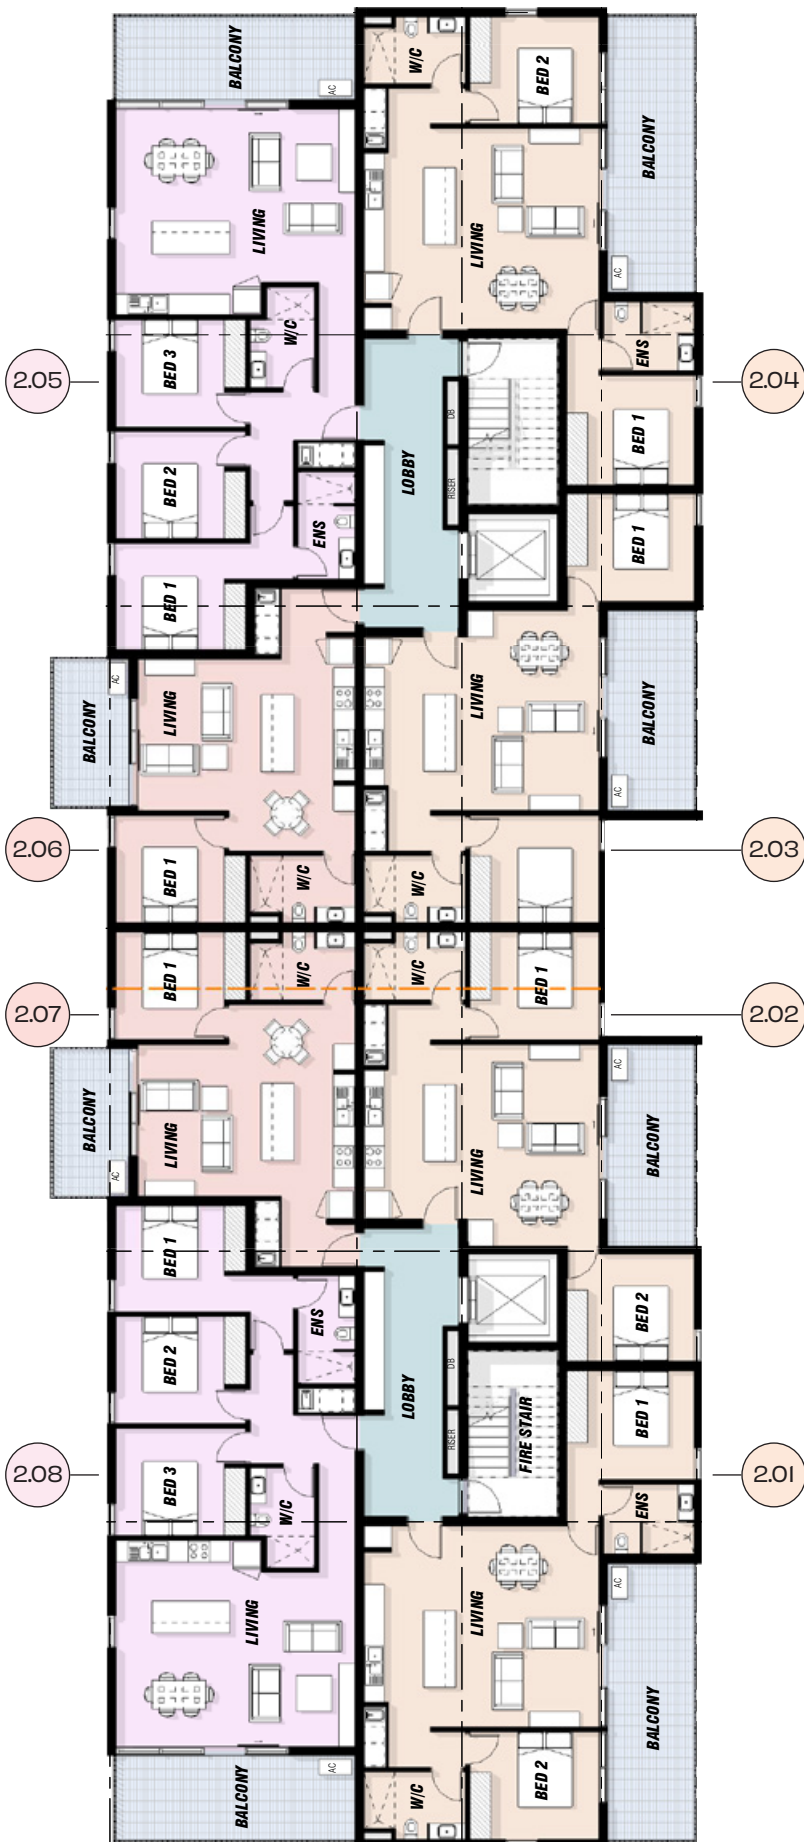 BALCONY
AC
W/C
BED 2
BALCONY
LIVING
LIVING
AC
W/C
ENS
BED 3
2.05
2.04
DB
BED 1
LOBBY
BED 2
RISER
ENS
BED 1
BED 1
AC
LIVING
LIVING
BALCONY
BALCONY
AC
2.06
2.03
BED 1
W/C
W/C
BED 1
W/C
W/C
BED 1
2.07
2.02
AC
BALCONY
LIVING
BALCONY
AC
LIVING
BED 1
ENS
BED 2
BED 2
DB
LOBBY
BED 1
RISER
FIRE STAIR
2.08
2.01
BED 3
W/C
ENS
AC
LIVING
LIVING
BALCONY
AC
BALCONY
W/C
BED 2